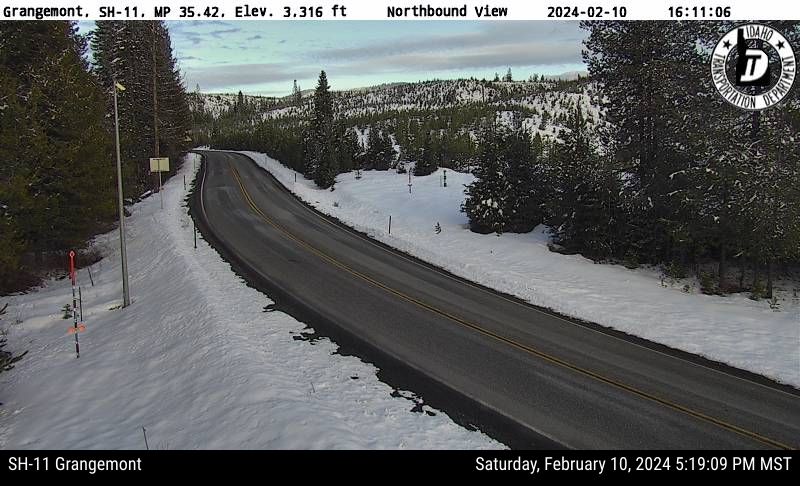 Grangemont, SH-11, MP 35.42, Elev. 3,316 ft Northbound View 2024-02-10 16:11:06
IDAHO
TRANSPORTATION DEPARTMENT
SH-11 Grangemont Saturday, February 10, 2024 5:19:09 PM MST